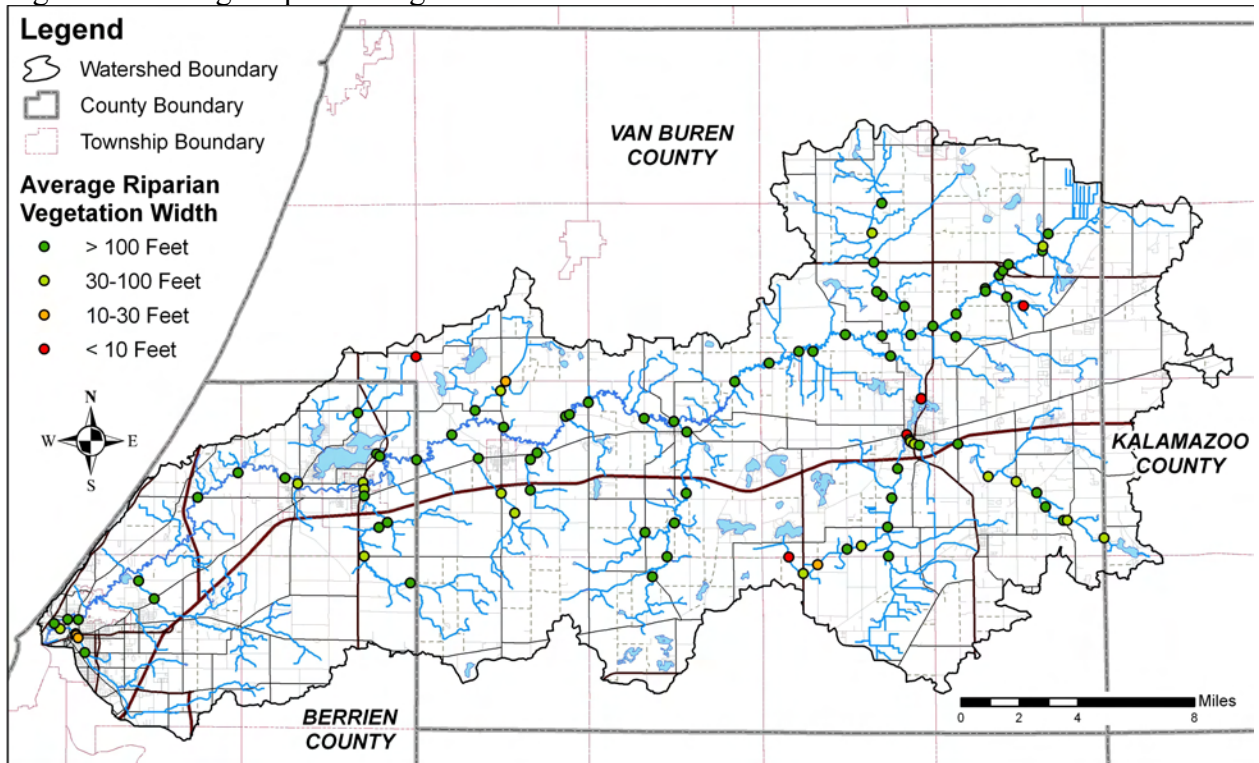 Legend
Watershed Boundary
County Boundary
Township Boundary
Average Riparian
Vegetation Width
> 100 Feet
30-100 Feet
10-30 Feet
< 10 Feet
N
W E
S
VAN BUREN
COUNTY
KALAMAZOO
COUNTY
BERRIEN
COUNTY
Miles
0 2 4 8